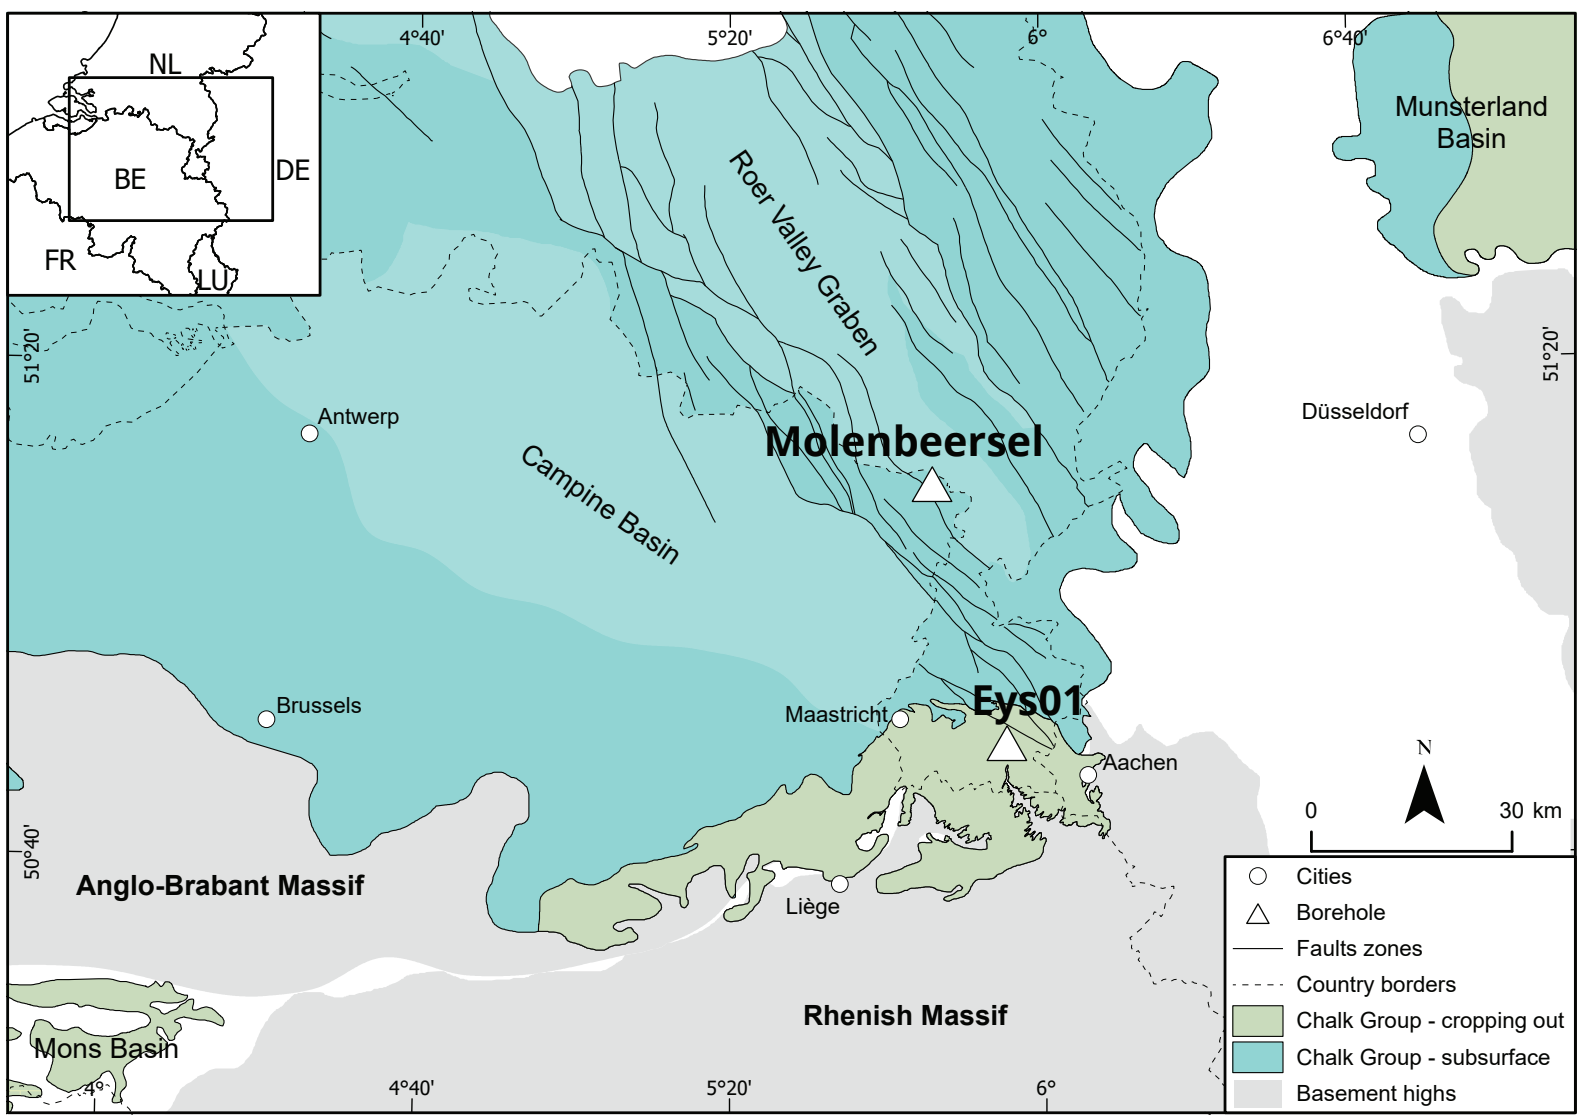 4°40'
5°20'
6°
6°40'
NL
BE
DE
FR
LU
Munsterland
Basin
Roer Valley Graben
51°20'
51°20'
Antwerp
Düsseldorf
Molenbeersel
Campine Basin
Eys01
Brussels
Maastricht
Aachen
N
0
30 km
50°40'
Anglo-Brabant Massif
Liège
Rhenish Massif
Mons Basin
Cities
Borehole
Faults zones
Country borders
Chalk Group - cropping out
Chalk Group - subsurface
Basement highs
4°
4°40'
5°20'
6°